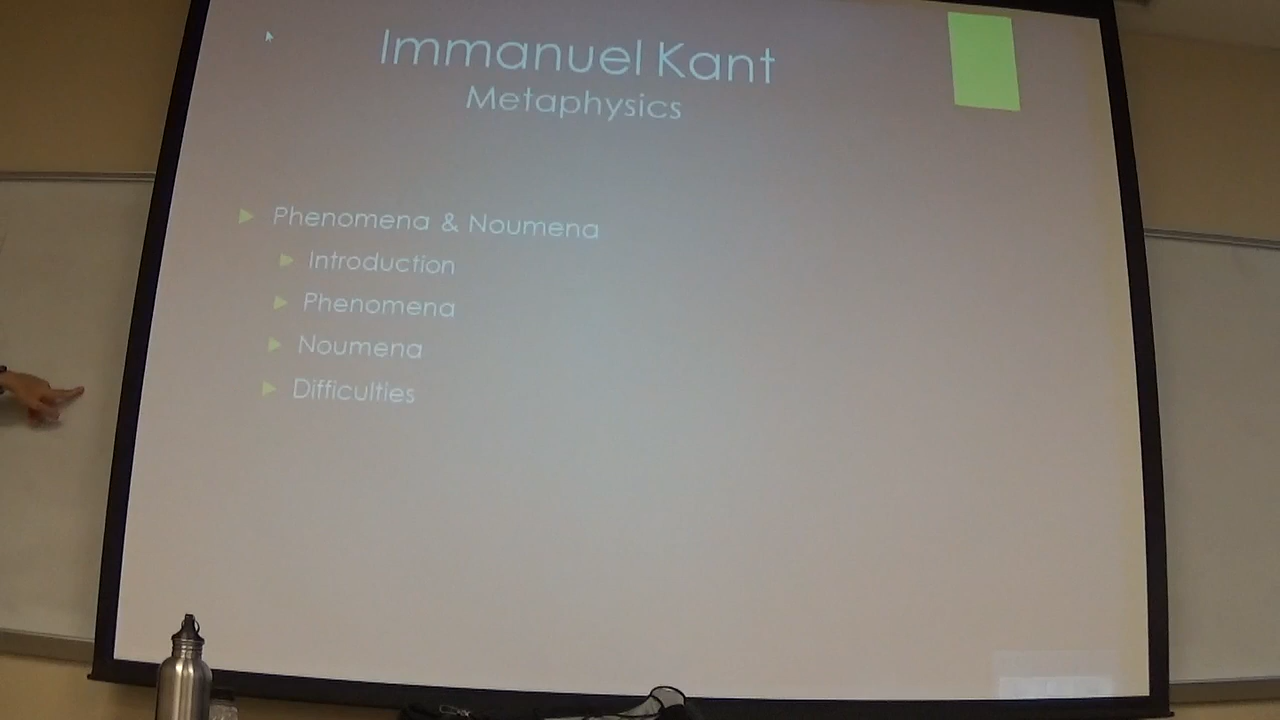 Immanuel Kant
Metaphysics
Phenomena & Noumena
Introduction
Phenomena
Noumena
Difficulties